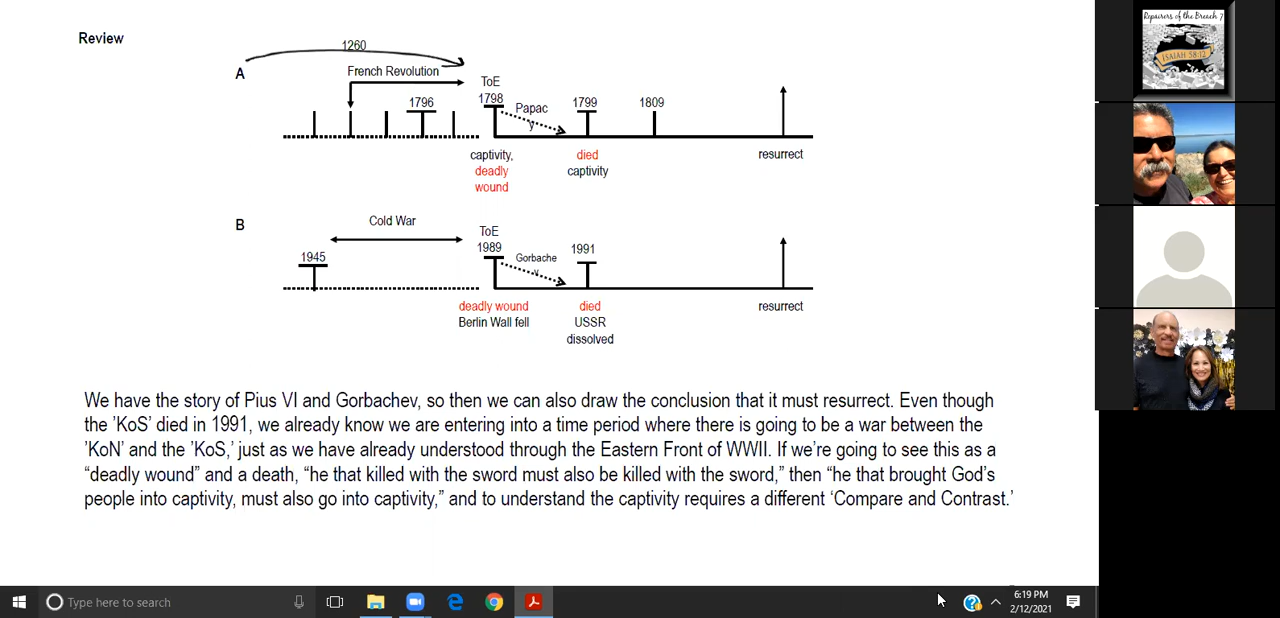 Review
1260
A
French Revolution
ToE
1796
1798
Papac
y
1799
1809
captivity,
deadly
wound
died
captivity
resurrect
B
Cold War
ToE
1945
1989
Gorbache
v
1991
deadly wound
Berlin Wall fell
died
USSR
dissolved
resurrect
We have the story of Pius VI and Gorbachev, so then we can also draw the conclusion that it must resurrect. Even though
the 'KoS' died in 1991, we already know we are entering into a time period where there is going to be a war between the
'KoN' and the 'KoS,' just as we have already understood through the Eastern Front of WWII. If we're going to see this as a
“deadly wound” and a death, “he that killed with the sword must also be killed with the sword,” then “he that brought God's
people into captivity, must also go into captivity,” and to understand the captivity requires a different 'Compare and Contrast.'
Repairers of the Breach 7
ISAIAH 58:12
Type here to search
6:19 PM
2/12/2021